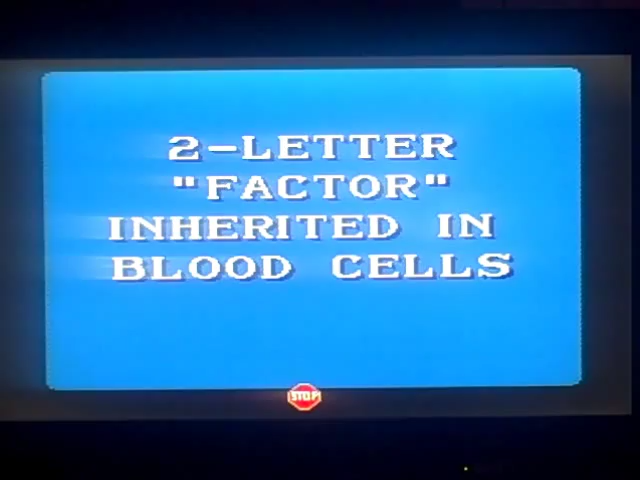 2-LETTER
"FACTOR"
INHERITED IN
BLOOD CELLS
STOP